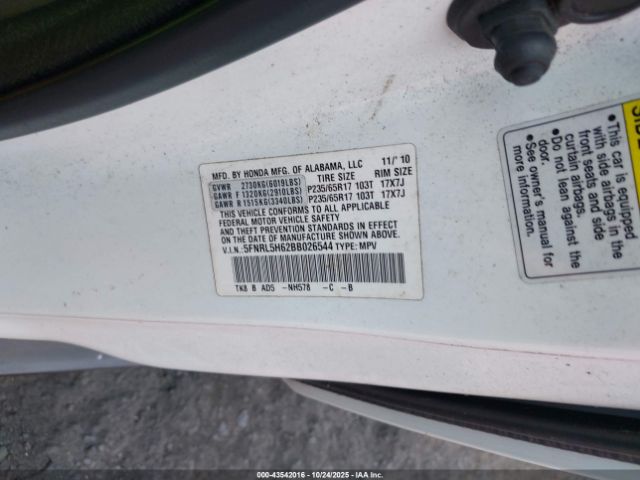 MFD. BY HONDA MFG. OF ALABAMA, LLC 11/'10
TIRE SIZE RIM SIZE
GVWR 2730KG(6019LBS)
GAWR F 1320KG(2910LBS) P235/65R17 103T 17X7J
GAWR R 1515KG(3340LBS) P235/65R17 103T 17X7J
THIS VEHICLE CONFORMS TO ALL APPLICABLE
FEDERAL MOTOR VEHICLE SAFETY
AND THEFT PREVENTION STANDARDS IN EFFECT
ON THE DATE OF MANUFACTURE SHOWN ABOVE.
V.I.N.:5FNRL5H62BB026544 TYPE: MPV
TK8 B AD5 -NH578 -C -B
SIDE
•This car is equipped
with side airbags in the
front seats and side
curtain airbags.
•Do not lean against the
door.
•See owner's manual
for more information.
00-43542016 - 10/24/2025 - Copyright © IAA, LLC